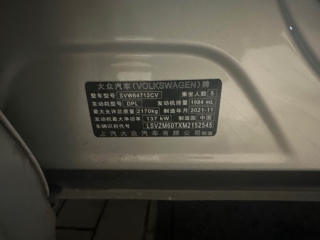 大众汽车(VOLKSWAGEN)牌
整车型号 SVW64712CV 乘坐人数 5
发动机型号 DPL 发动机排量 1984 mL
最大允许总质量 2170kg 制造年月 2021-11
发动机最大净功率 137 kW 制造国 中国
车辆识别代号 LSVZM60TXM2152545
上汽大众汽车有限公司 制造